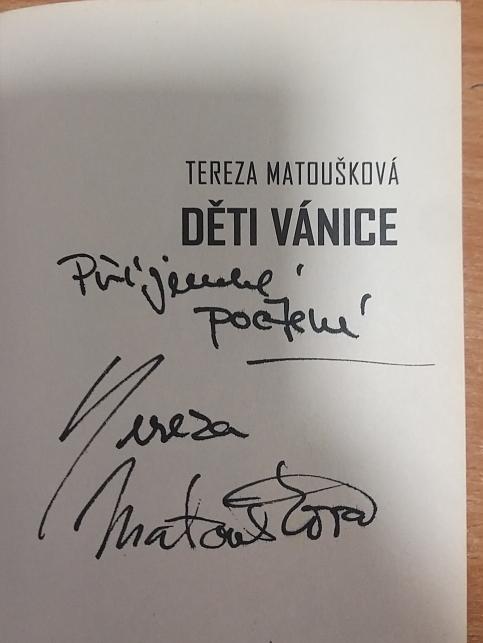 TEREZA MATOUŠKOVÁ
DĚTI VÁNICE
Příjemné
počtení
Tereza
Matoušková